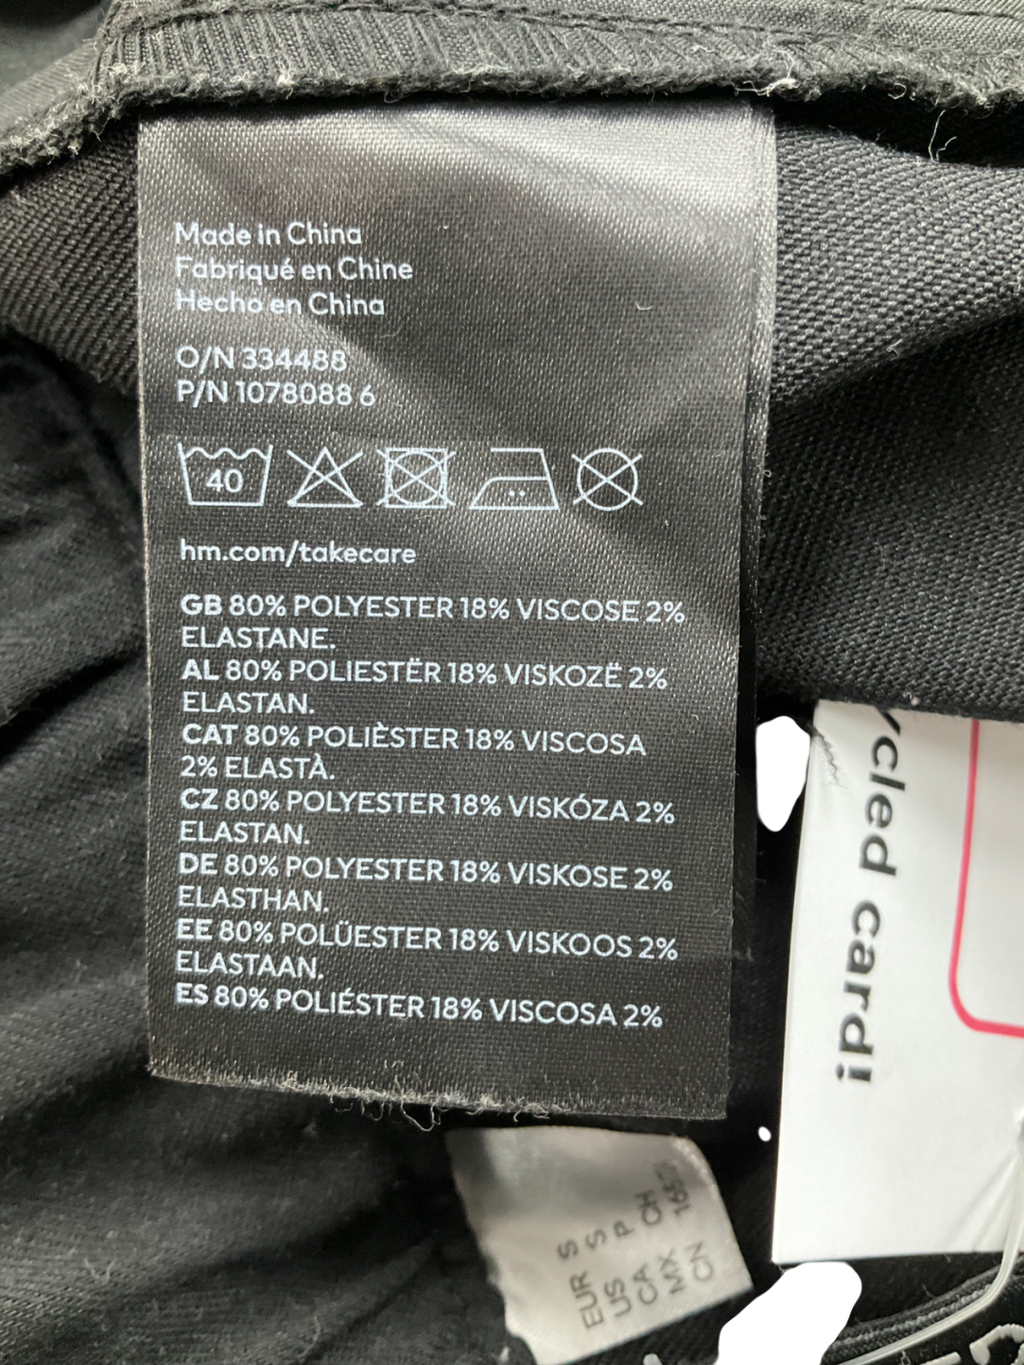 Made in China
Fabriqué en Chine
Hecho en China
O/N 334488
P/N 1078088 6
40
hm.com/takecare
GB 80% POLYESTER 18% VISCOSE 2%
ELASTANE.
AL 80% POLIESTËR 18% VISKOZË 2%
ELASTAN.
CAT 80% POLIÈSTER 18% VISCOSA
2% ELASTÀ.
CZ 80% POLYESTER 18% VISKÓZA 2%
ELASTAN.
DE 80% POLYESTER 18% VISKOSE 2%
ELASTHAN.
EE 80% POLÜESTER 18% VISKOOS 2%
ELASTAAN.
ES 80% POLIÉSTER 18% VISCOSA 2%
card!
EUR S
US S
CA P
MX CH
CN